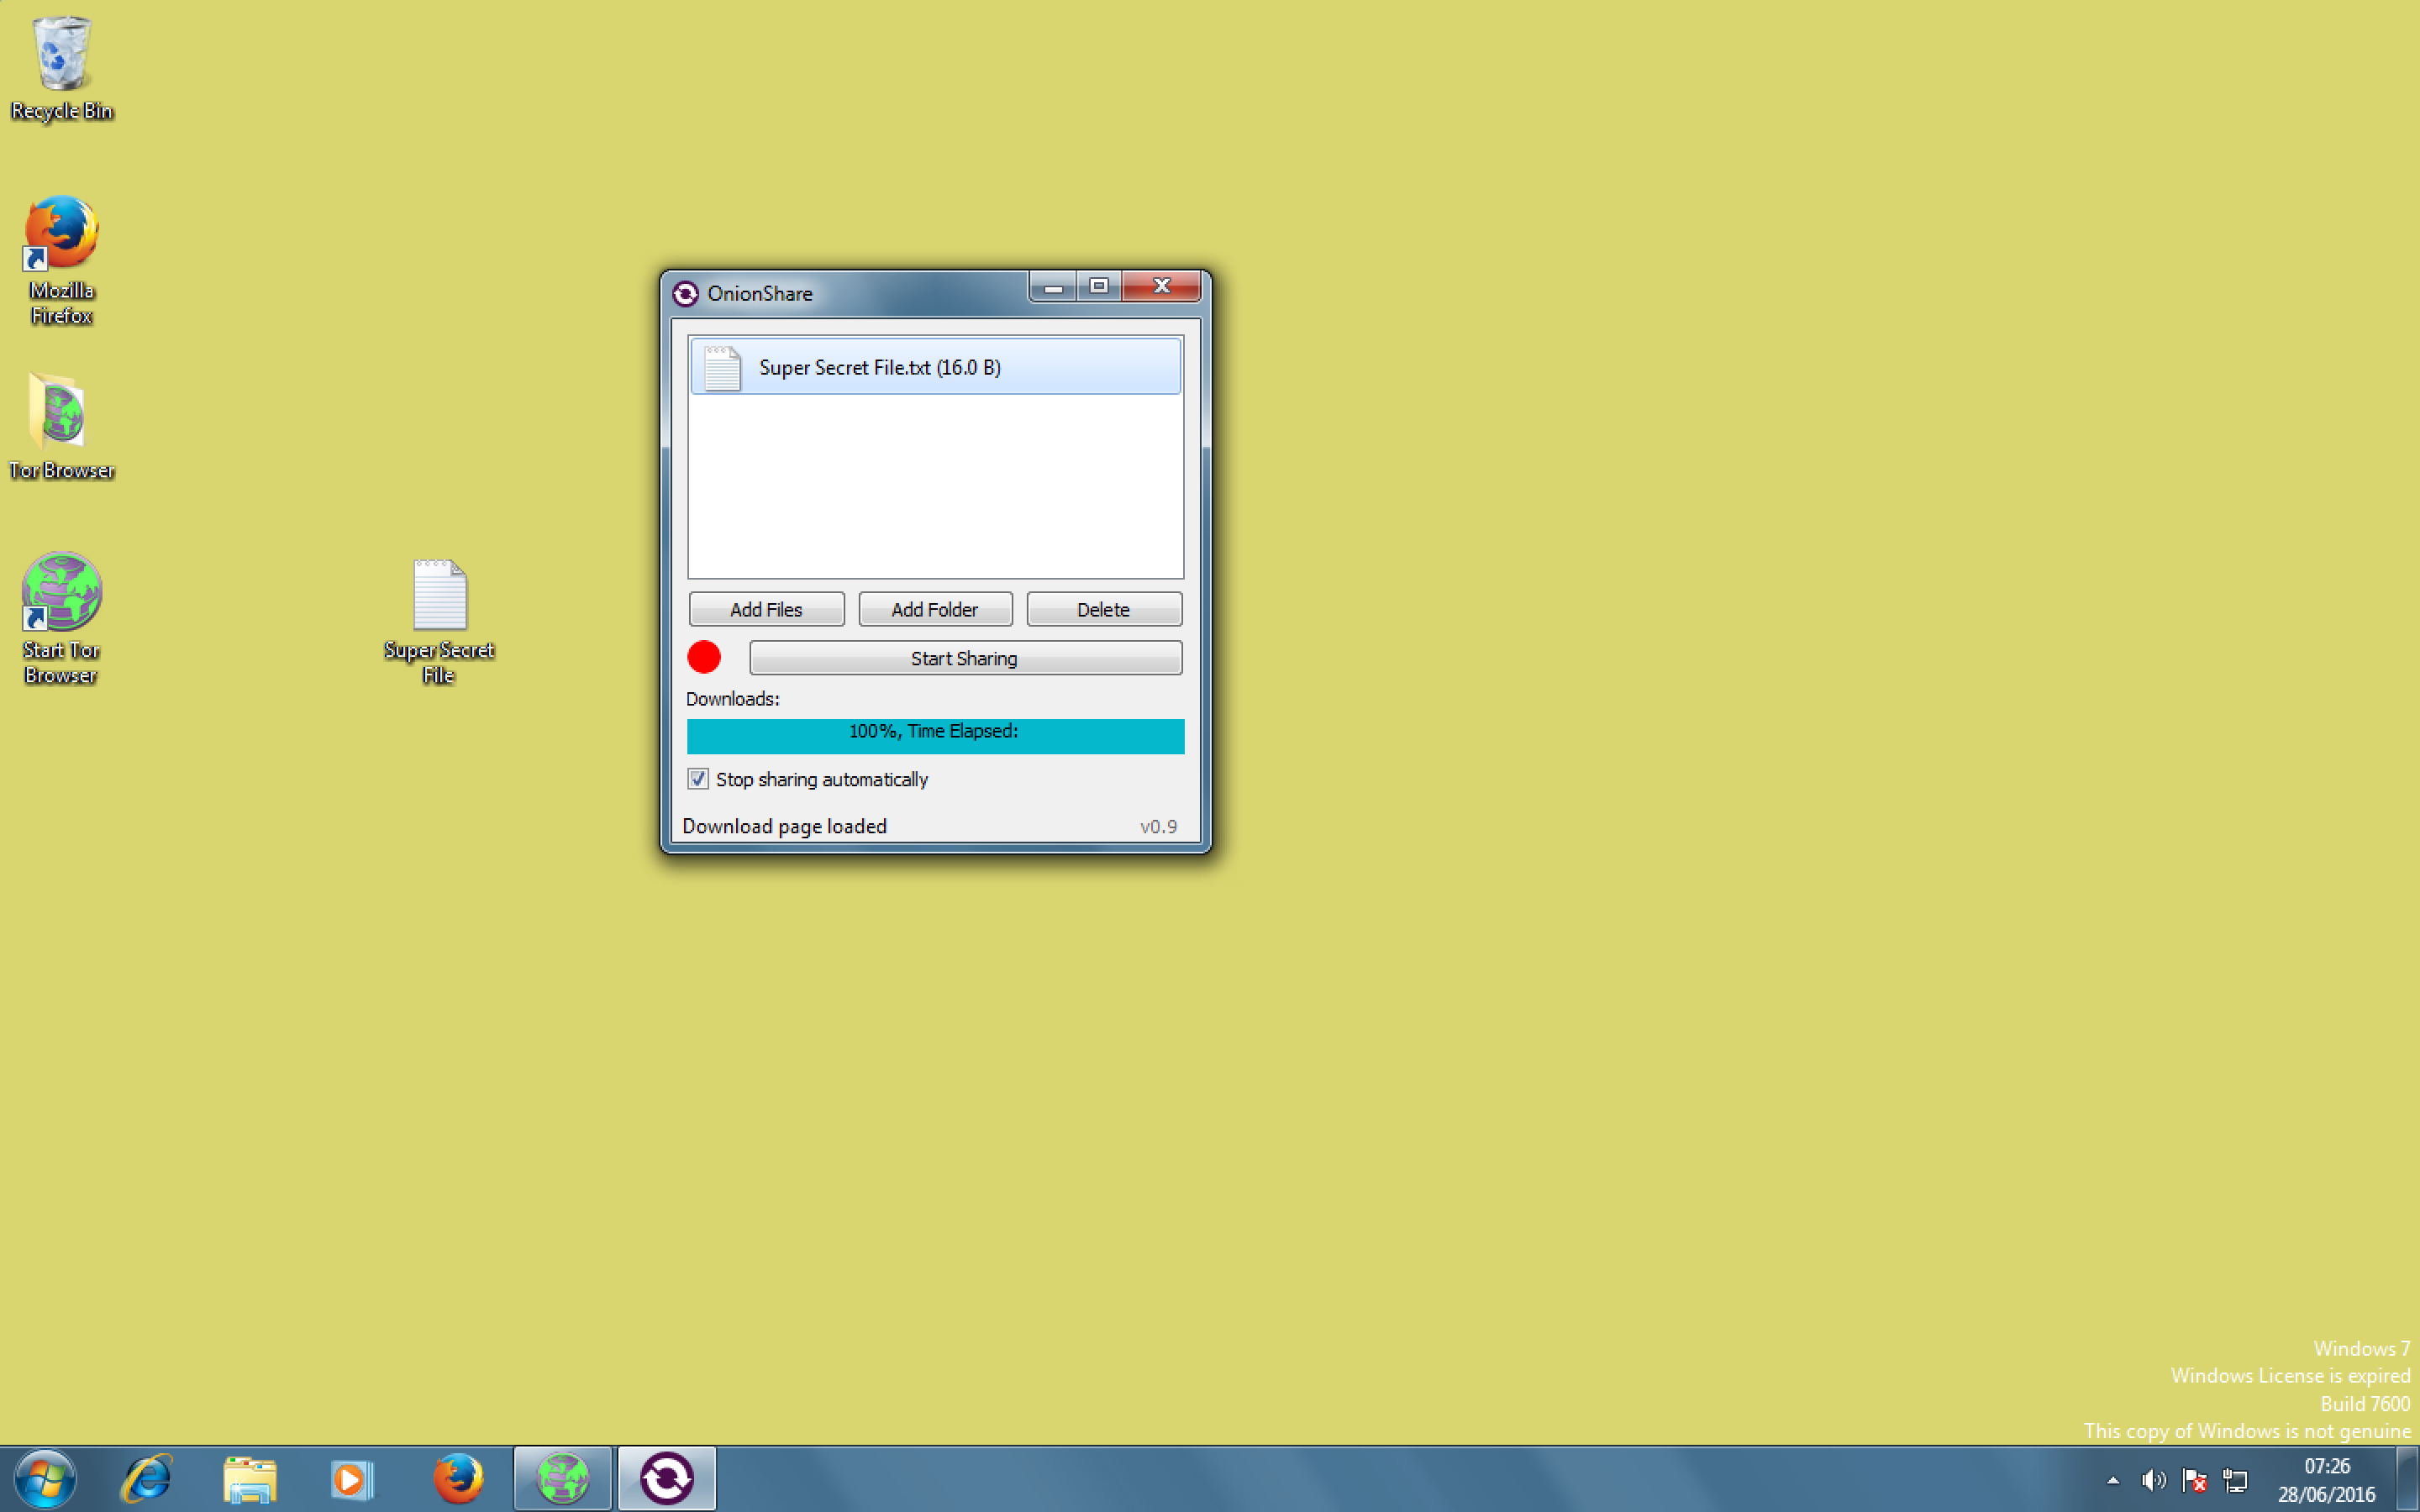 Recycle Bin
Mozilla
Firefox
Tor Browser
Start Tor
Browser
Super Secret
File
OnionShare
Super Secret File.txt (16.0 B)
Add Files
Add Folder
Delete
Start Sharing
Downloads:
100%, Time Elapsed:
Stop sharing automatically
Download page loaded
v0.9
Windows 7
Windows License is expired
Build 7600
This copy of Windows is not genuine
07:26
28/06/2016